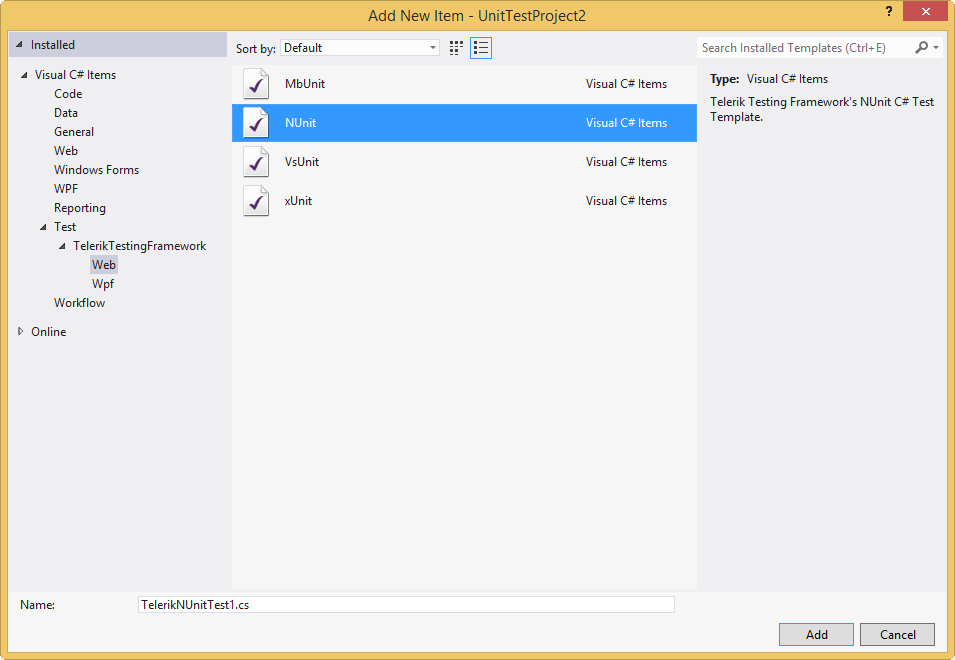 Add New Item - UnitTestProject2
?
Installed
Sort by: Default
Search Installed Templates (Ctrl+E)
Visual C# Items
Code
Data
General
Web
Windows Forms
WPF
Reporting
Test
TelerikTestingFramework
Web
Wpf
Workflow
Online
MbUnit Visual C# Items
NUnit Visual C# Items
VsUnit Visual C# Items
xUnit Visual C# Items
Type: Visual C# Items
Telerik Testing Framework's NUnit C# Test
Template.
Name: TelerikNUnitTest1.cs
Add Cancel